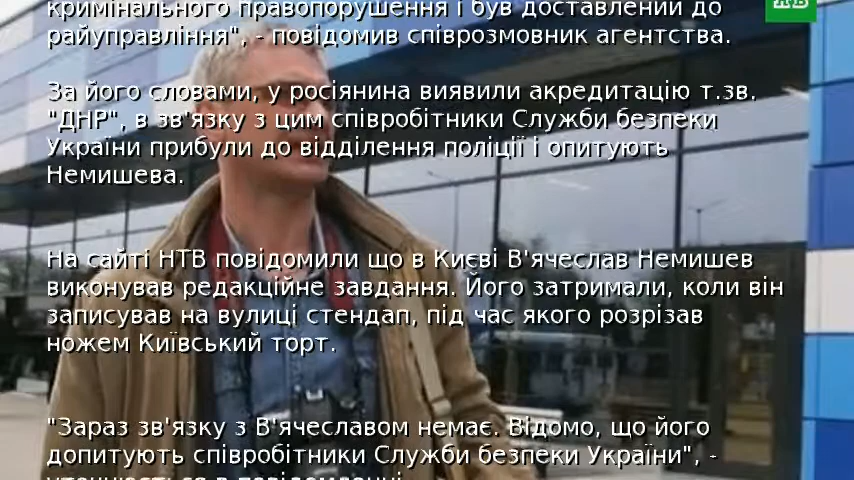 кримінального правопорушення і був доставлений до
райуправління", - повідомив співрозмовник агентства.
За його словами, у росіянина виявили акредитацію т.зв.
"ДНР", в зв'язку з цим співробітники Служби безпеки
України прибули до відділення поліції і опитують
Немишева.
На сайті НТВ повідомили що в Києві В'ячеслав Немишев
виконував редакційне завдання. Його затримали, коли він
записував на вулиці стендап, під час якого розрізав
ножем Київський торт.
"Зараз зв'язку з В'ячеславом немає. Відомо, що його
допитують співробітники Служби безпеки України", -